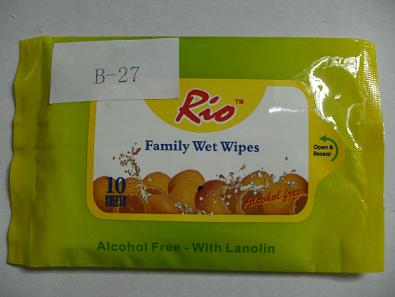 B-27
Rio™
Family Wet Wipes
Open &
Reseal
10
SHEETS
Alcohol free
Alcohol Free - With Lanolin